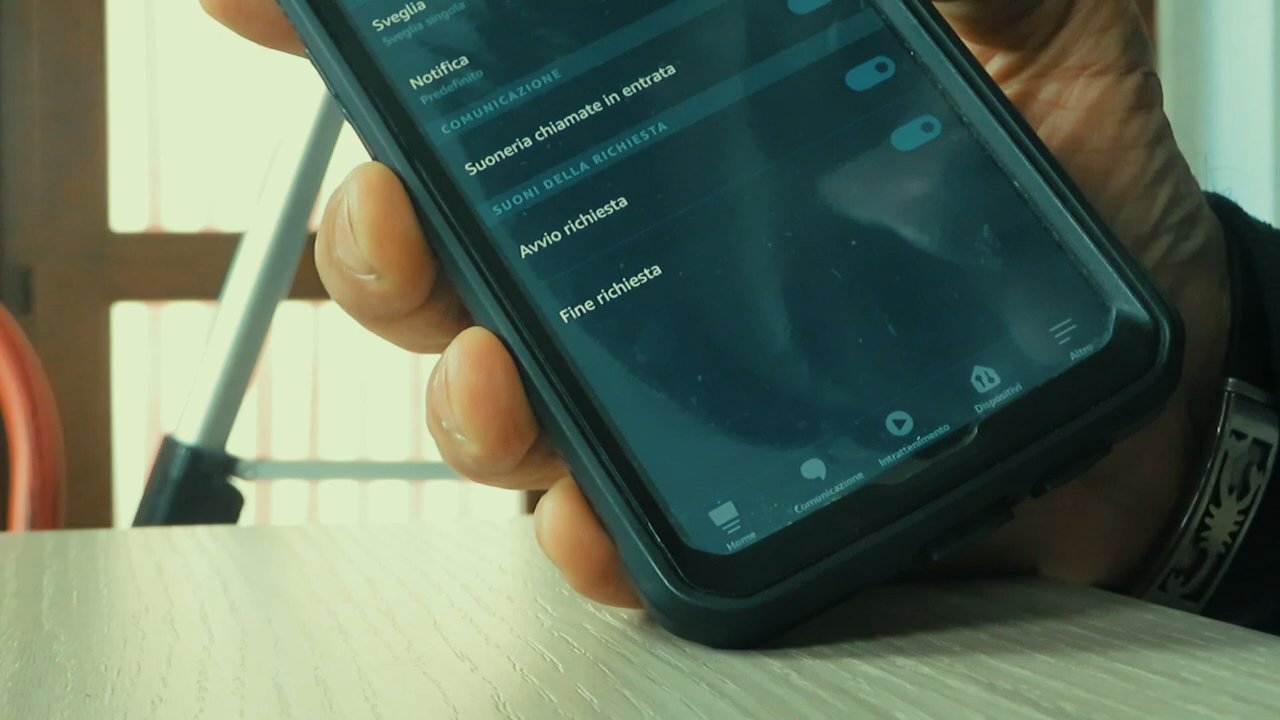 Sveglia
Sveglia singola
Notifica
Predefinito
COMUNICAZIONE
Suoneria chiamate in entrata
SUONI DELLA RICHIESTA
Avvio richiesta
Fine richiesta
Home
Comunicazione
Intrattenimento
Dispositivi
Altro